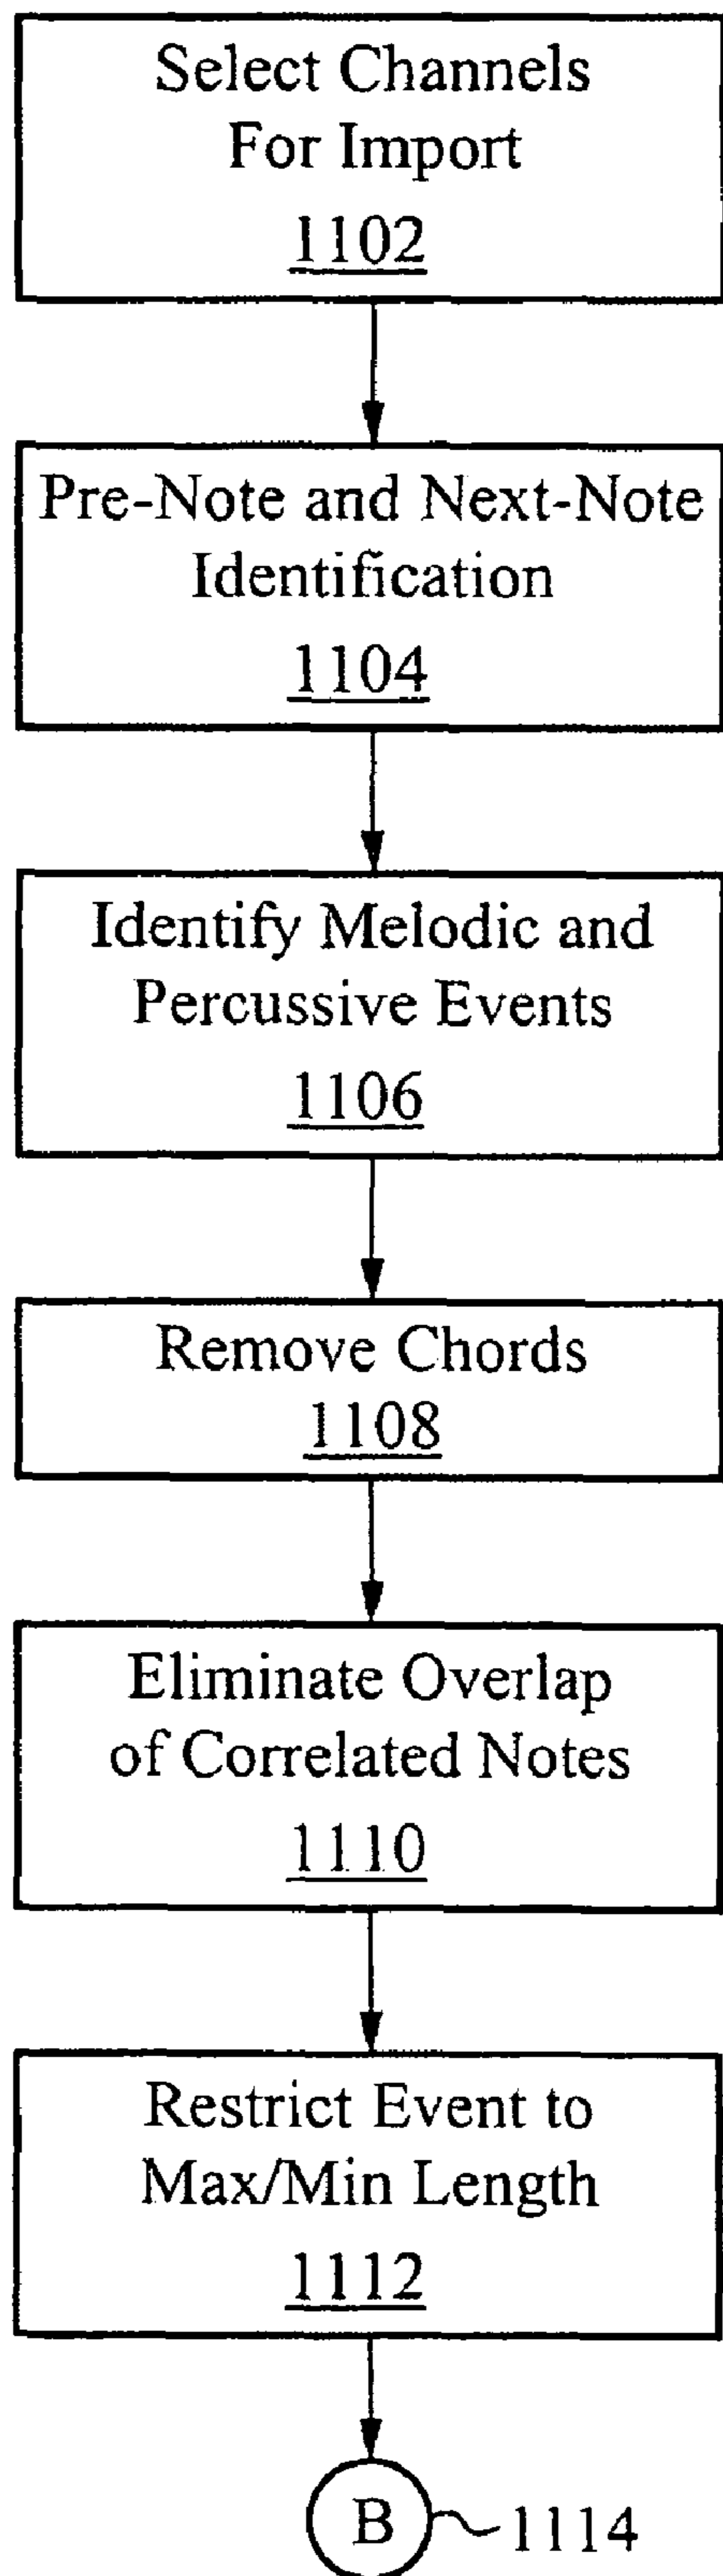 Select Channels
For Import
1102
Pre-Note and Next-Note
Identification
1104
Identify Melodic and
Percussive Events
1106
Remove Chords
1108
Eliminate Overlap
of Correlated Notes
1110
Restrict Event to
Max/Min Length
1112
B 1114